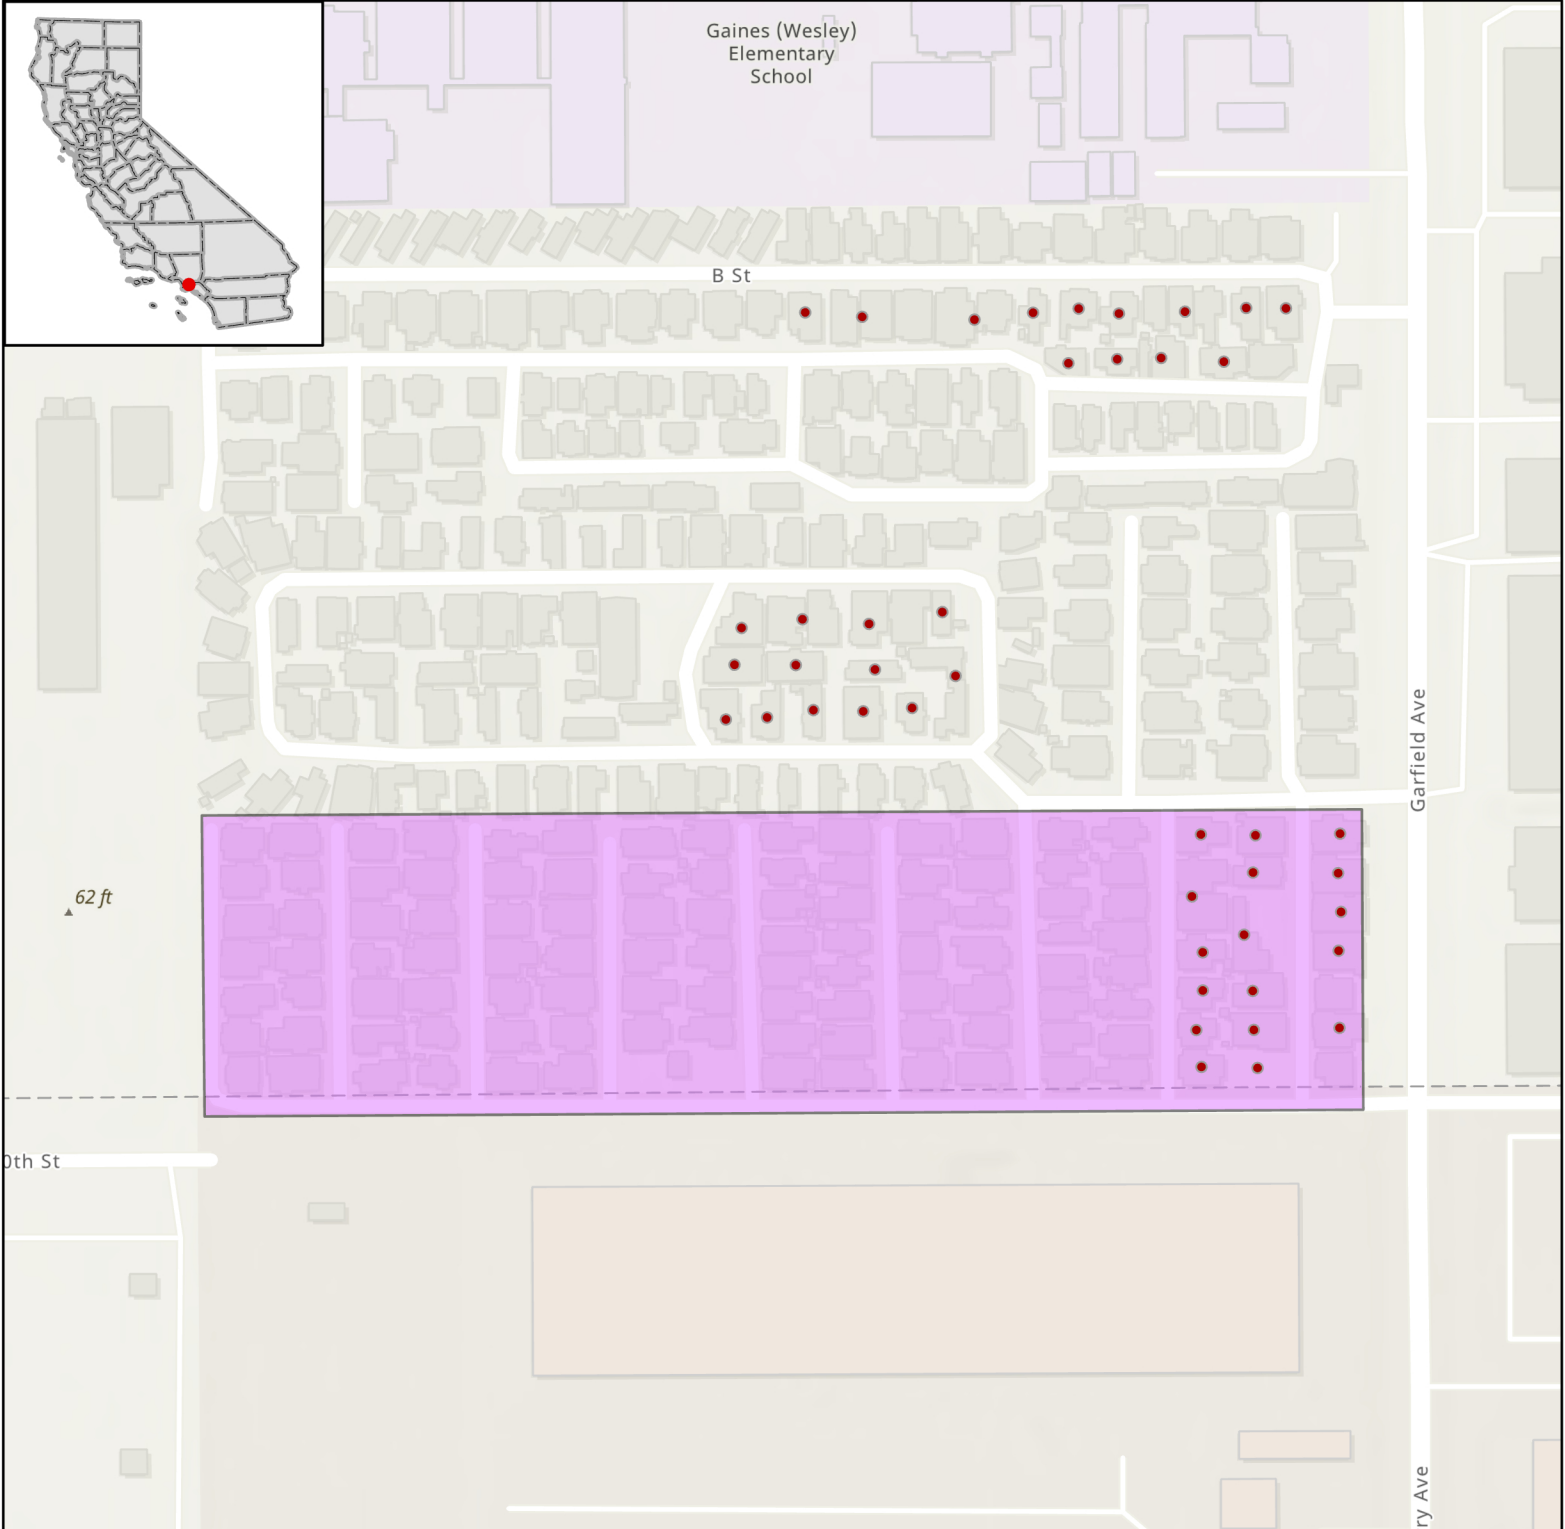 Gaines (Wesley)
Elementary
School
B St
Garfield Ave
62 ft
0th St
ry Ave